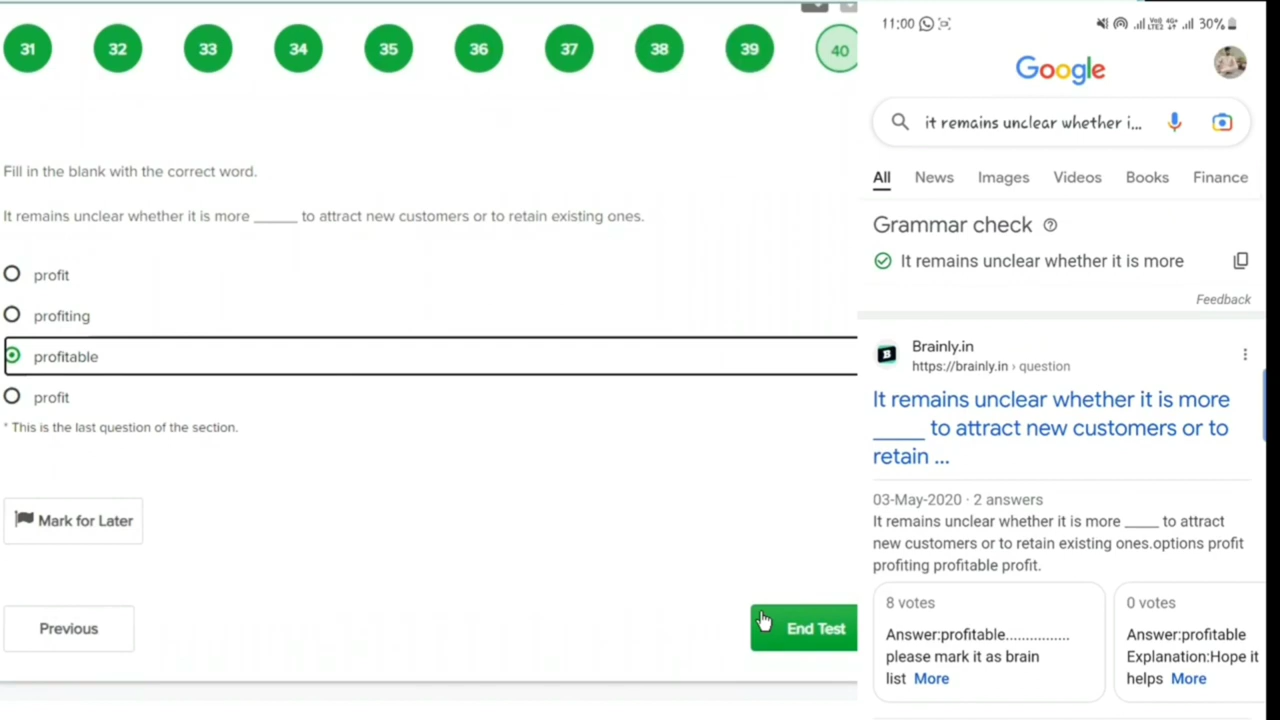 31 32 33 34 35 36 37 38 39 40
Fill in the blank with the correct word.
It remains unclear whether it is more ______ to attract new customers or to retain existing ones.
profit
profiting
profitable
profit
* This is the last question of the section.
Mark for Later
Previous
End Test
11:00
30%
Google
it remains unclear whether i...
All News Images Videos Books Finance
Grammar check
It remains unclear whether it is more
Feedback
Brainly.in
https://brainly.in › question
It remains unclear whether it is more
_____ to attract new customers or to
retain ...
03-May-2020 · 2 answers
It remains unclear whether it is more _____ to attract
new customers or to retain existing ones.options profit
profiting profitable profit.
8 votes
Answer:profitable................
please mark it as brain
list More
0 votes
Answer:profitable
Explanation:Hope it
helps More